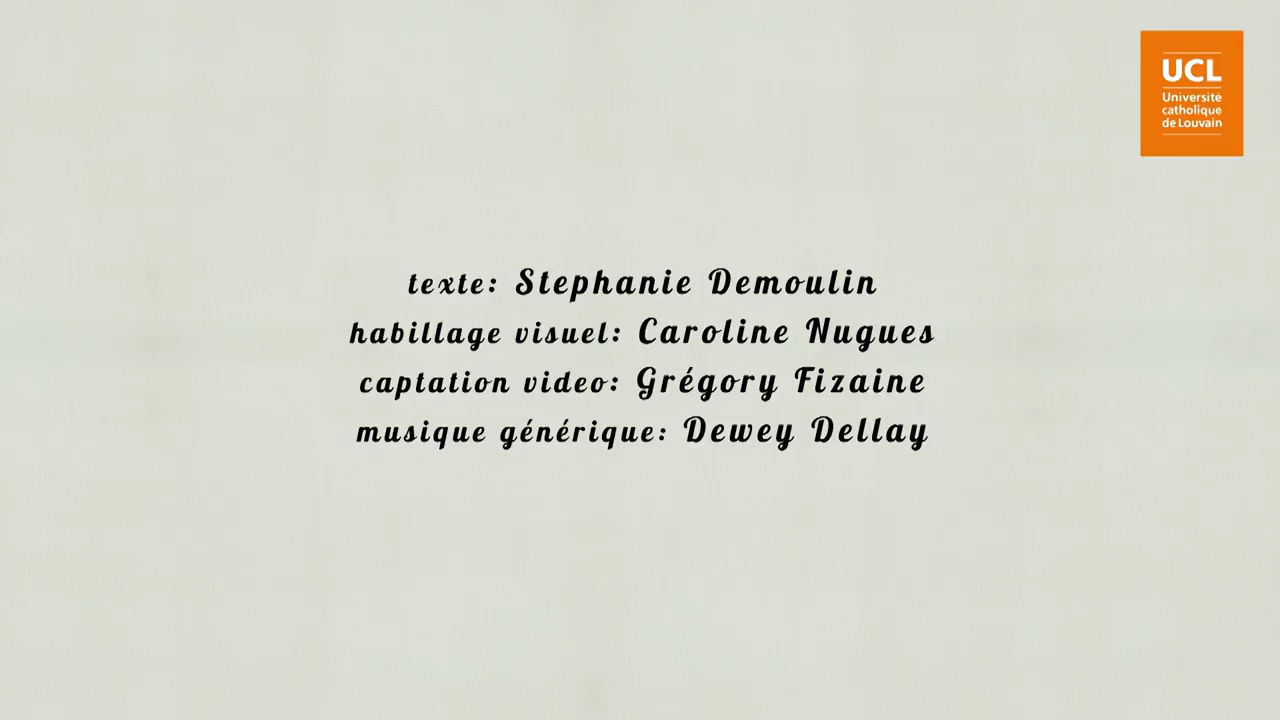 UCL
Université
catholique
de Louvain
texte: Stephanie Demoulin
habillage visuel: Caroline Nugues
captation video: Grégory Fizaine
musique générique: Dewey Dellay